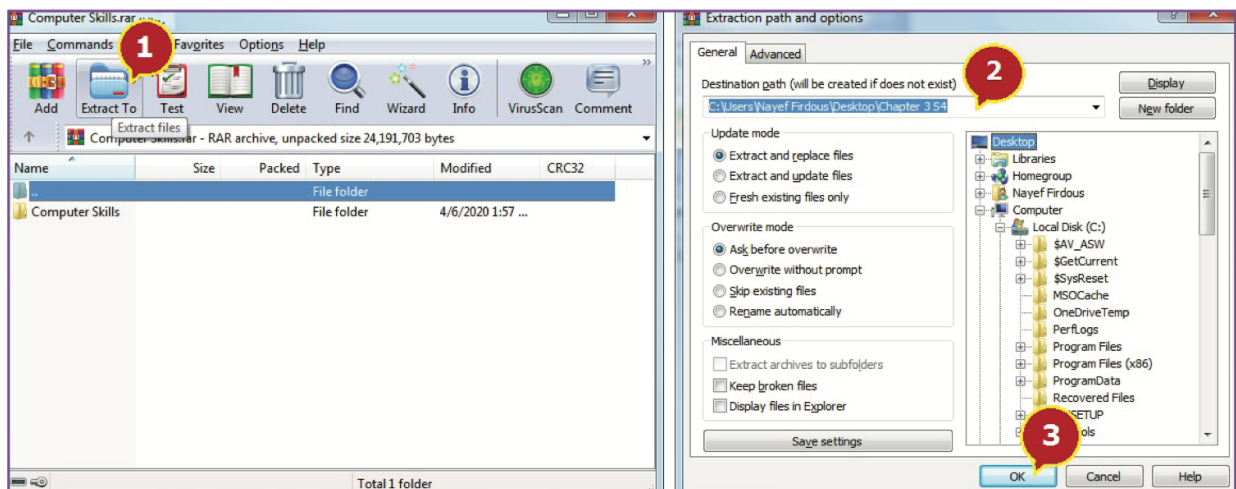 Computer Skills.rar
File Commands Favorites Options Help
1
Add Extract To Test View Delete Find Wizard Info VirusScan Comment
»
Extract files
Computer Skills.rar - RAR archive, unpacked size 24,191,703 bytes
Name Size Packed Type Modified CRC32
.. File folder
Computer Skills File folder 4/6/2020 1:57 ...
Total 1 folder
Extraction path and options
General Advanced
2
Destination path (will be created if does not exist)
Display
C:\Users\Nayef Firdous\Desktop\Chapter 3 S4
New folder
Update mode
Extract and replace files
Extract and update files
Fresh existing files only
Overwrite mode
Ask before overwrite
Overwrite without prompt
Skip existing files
Rename automatically
Miscellaneous
Extract archives to subfolders
Keep broken files
Display files in Explorer
Save settings
Desktop
Libraries
Homegroup
Nayef Firdous
Computer
Local Disk (C:)
$AV_ASW
$GetCurrent
$SysReset
MSOCache
OneDriveTemp
PerfLogs
Program Files
Program Files (x86)
ProgramData
Recovered Files
3
OK Cancel Help